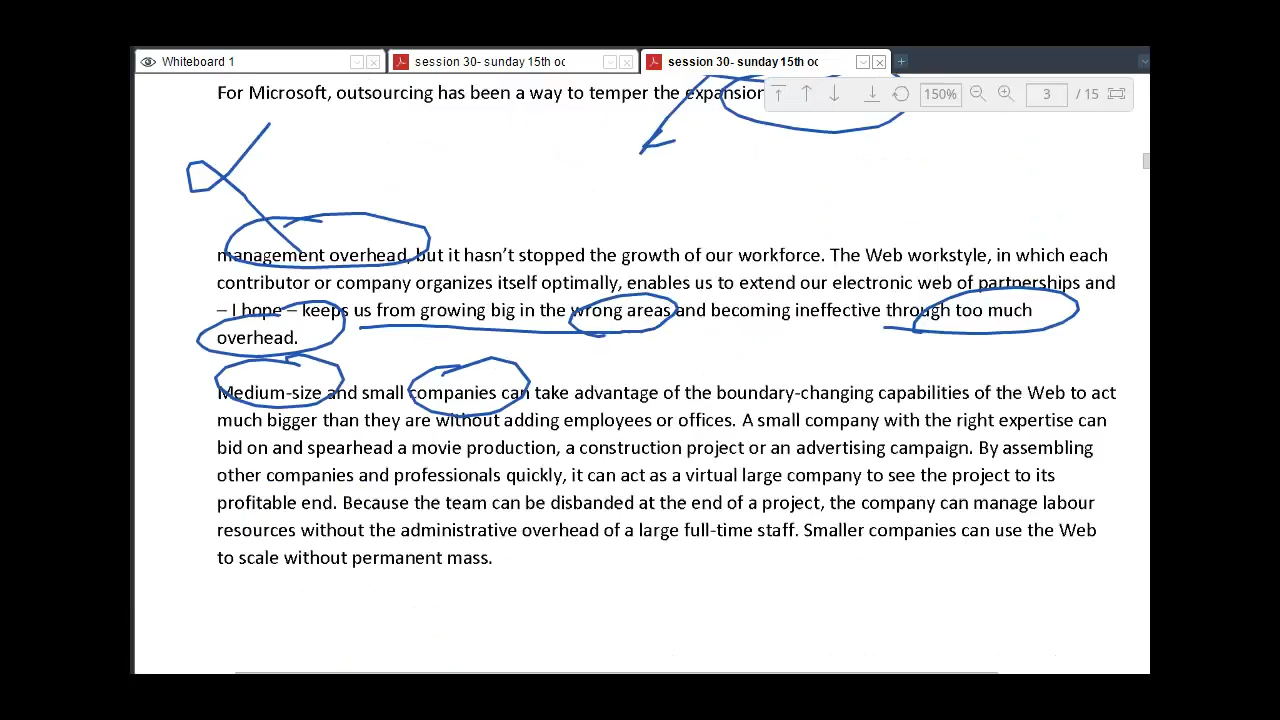 Whiteboard 1
session 30- sunday 15th oc
session 30- sunday 15th oc
For Microsoft, outsourcing has been a way to temper the expansion
150%
3
/ 15
management overhead, but it hasn't stopped the growth of our workforce. The Web workstyle, in which each
contributor or company organizes itself optimally, enables us to extend our electronic web of partnerships and
– I hope – keeps us from growing big in the wrong areas and becoming ineffective through too much
overhead.
Medium-size and small companies can take advantage of the boundary-changing capabilities of the Web to act
much bigger than they are without adding employees or offices. A small company with the right expertise can
bid on and spearhead a movie production, a construction project or an advertising campaign. By assembling
other companies and professionals quickly, it can act as a virtual large company to see the project to its
profitable end. Because the team can be disbanded at the end of a project, the company can manage labour
resources without the administrative overhead of a large full-time staff. Smaller companies can use the Web
to scale without permanent mass.